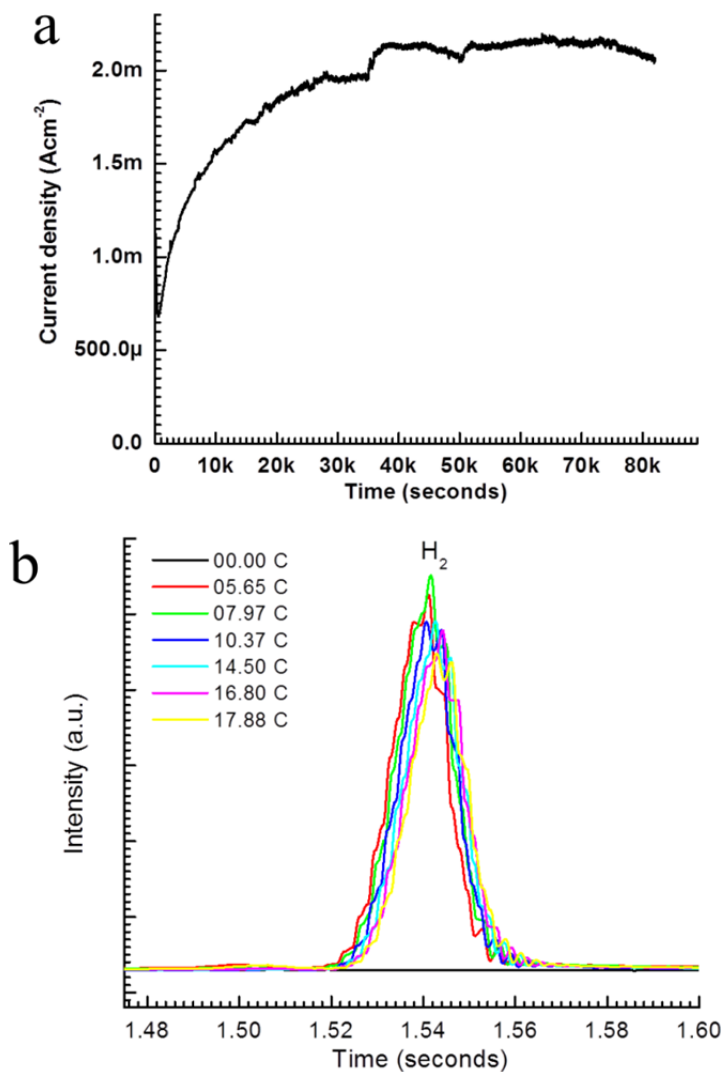 a
Current density (Acm⁻²)
2.0m
1.5m
1.0m
500.0µ
0.0
0 10k 20k 30k 40k 50k 60k 70k 80k
Time (seconds)
b
Intensity (a.u.)
H₂
00.00 C
05.65 C
07.97 C
10.37 C
14.50 C
16.80 C
17.88 C
1.48 1.50 1.52 1.54 1.56 1.58 1.60
Time (seconds)